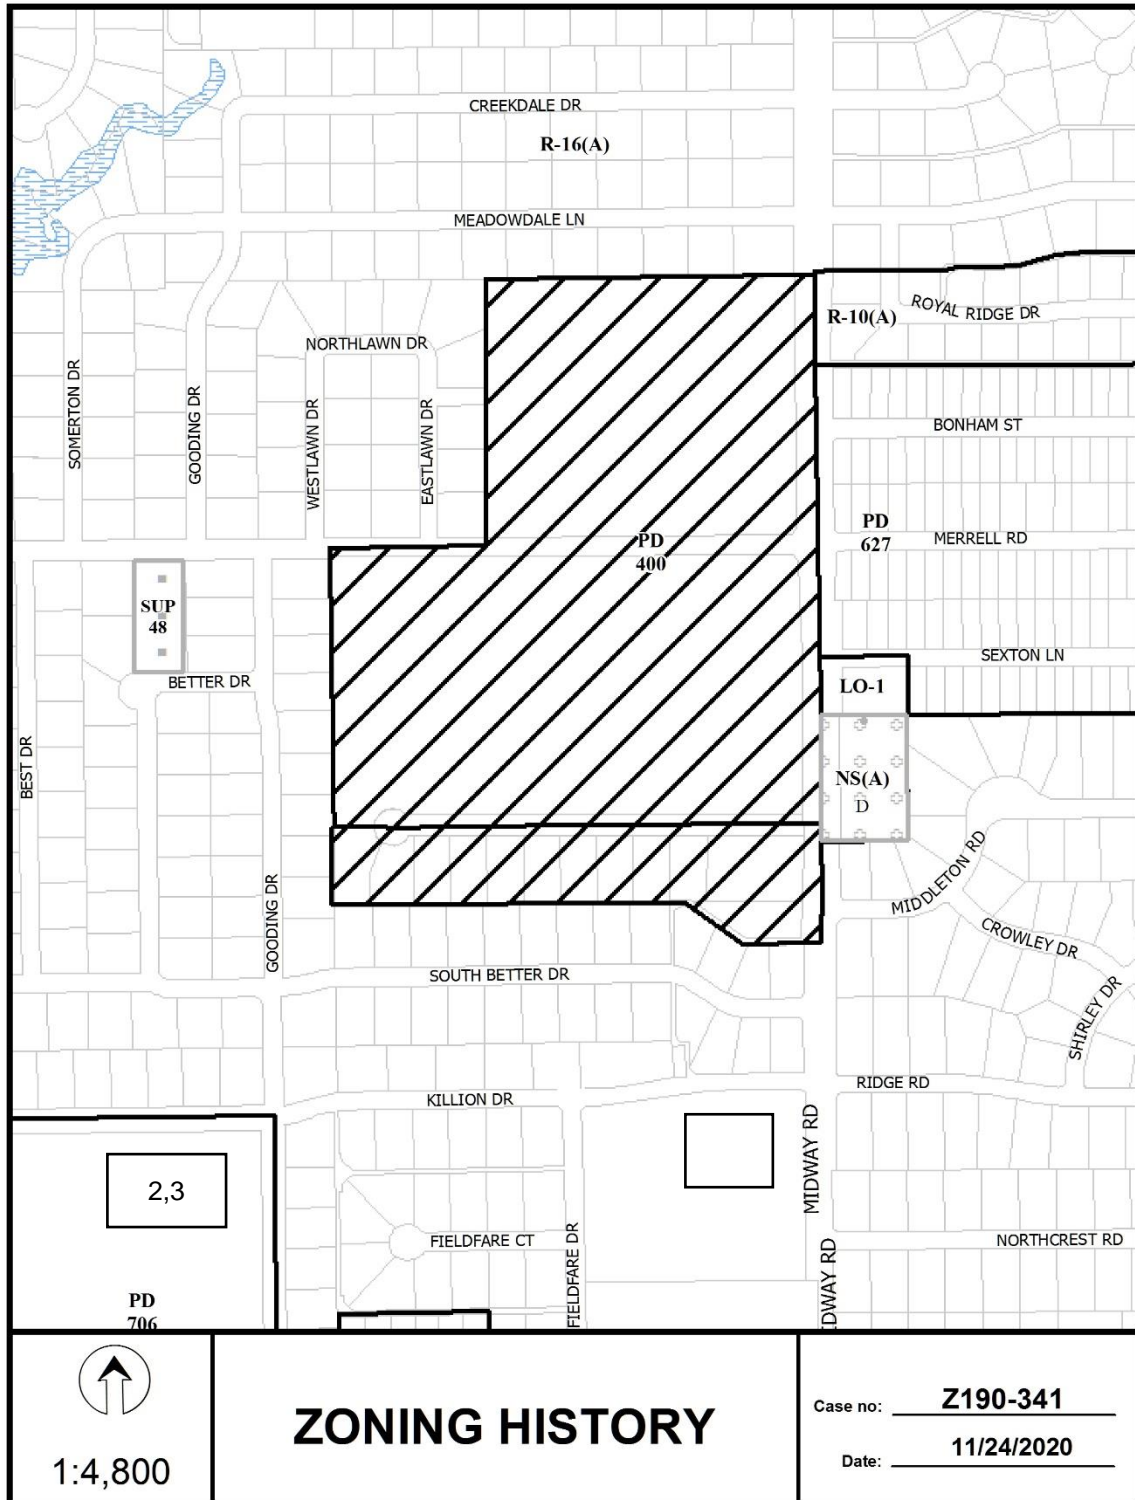 CREEKDALE DR
R-16(A)
MEADOWDALE LN
ROYAL RIDGE DR
R-10(A)
NORTHLAWN DR
SOMERTON DR
GOODING DR
WESTLAWN DR
EASTLAWN DR
BONHAM ST
PD
627
MERRELL RD
PD
400
SUP
48
SEXTON LN
BETTER DR
LO-1
BEST DR
NS(A)
D
MIDDLETON RD
GOODING DR
CROWLEY DR
SOUTH BETTER DR
SHIRLEY DR
RIDGE RD
KILLION DR
MIDWAY RD
2,3
FIELDFARE CT
FIELDFARE DR
NORTHCREST RD
IDWAY RD
PD
706
1:4,800
ZONING HISTORY
Case no: Z190-341
Date: 11/24/2020